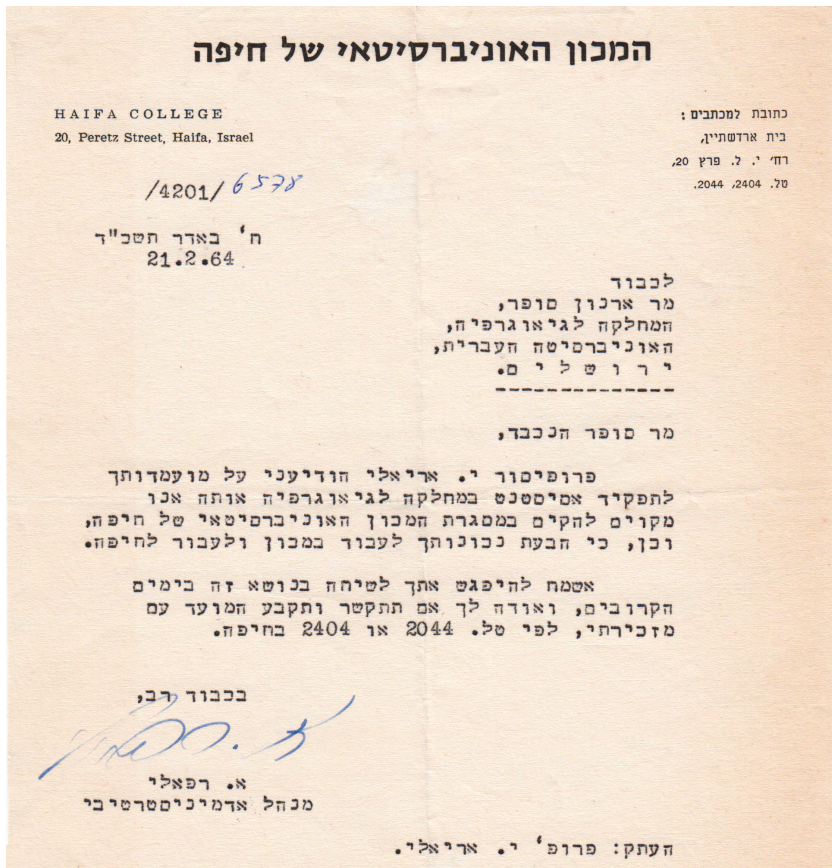 המכון האוניברסיטאי של חיפה
HAIFA COLLEGE
20, Peretz Street, Haifa, Israel
כתובת למכתבים:
בית ארדשתיין,
רח' י. ל. פרץ 20,
טל. 2404, 2044.
/4201/ 6578
ח' באדר תשכ"ד
21.2.64
לכבוד
מר ארנון סופר,
המחלקה לגיאוגרפיה,
האוניברסיטה העברית,
י ר ו ש ל י ם.
--------------
מר סופר הנכבד,
פרופיסור י. אריאלי הודיעני על מועמדותך
לתפקיד אסיסטנט במחלקה לגיאוגרפיה אותה אנו
מקוים להקים במסגרת המכון האוניברסיטאי של חיפה,
וכן, כי הבעת נכונותך לעבוד במכון ולעבור לחיפה.
אשמח להיפגש אתך לשיחה בנושא זה בימים
הקרובים, ואודה לך אם תתקשר ותקבע המועד עם
מזכירתי, לפי טל. 2044 או 2404 בחיפה.
בכבוד רב,
א. רפאלי
מנהל אדמיניסטרטיבי
העתק: פרופ' י. אריאלי.